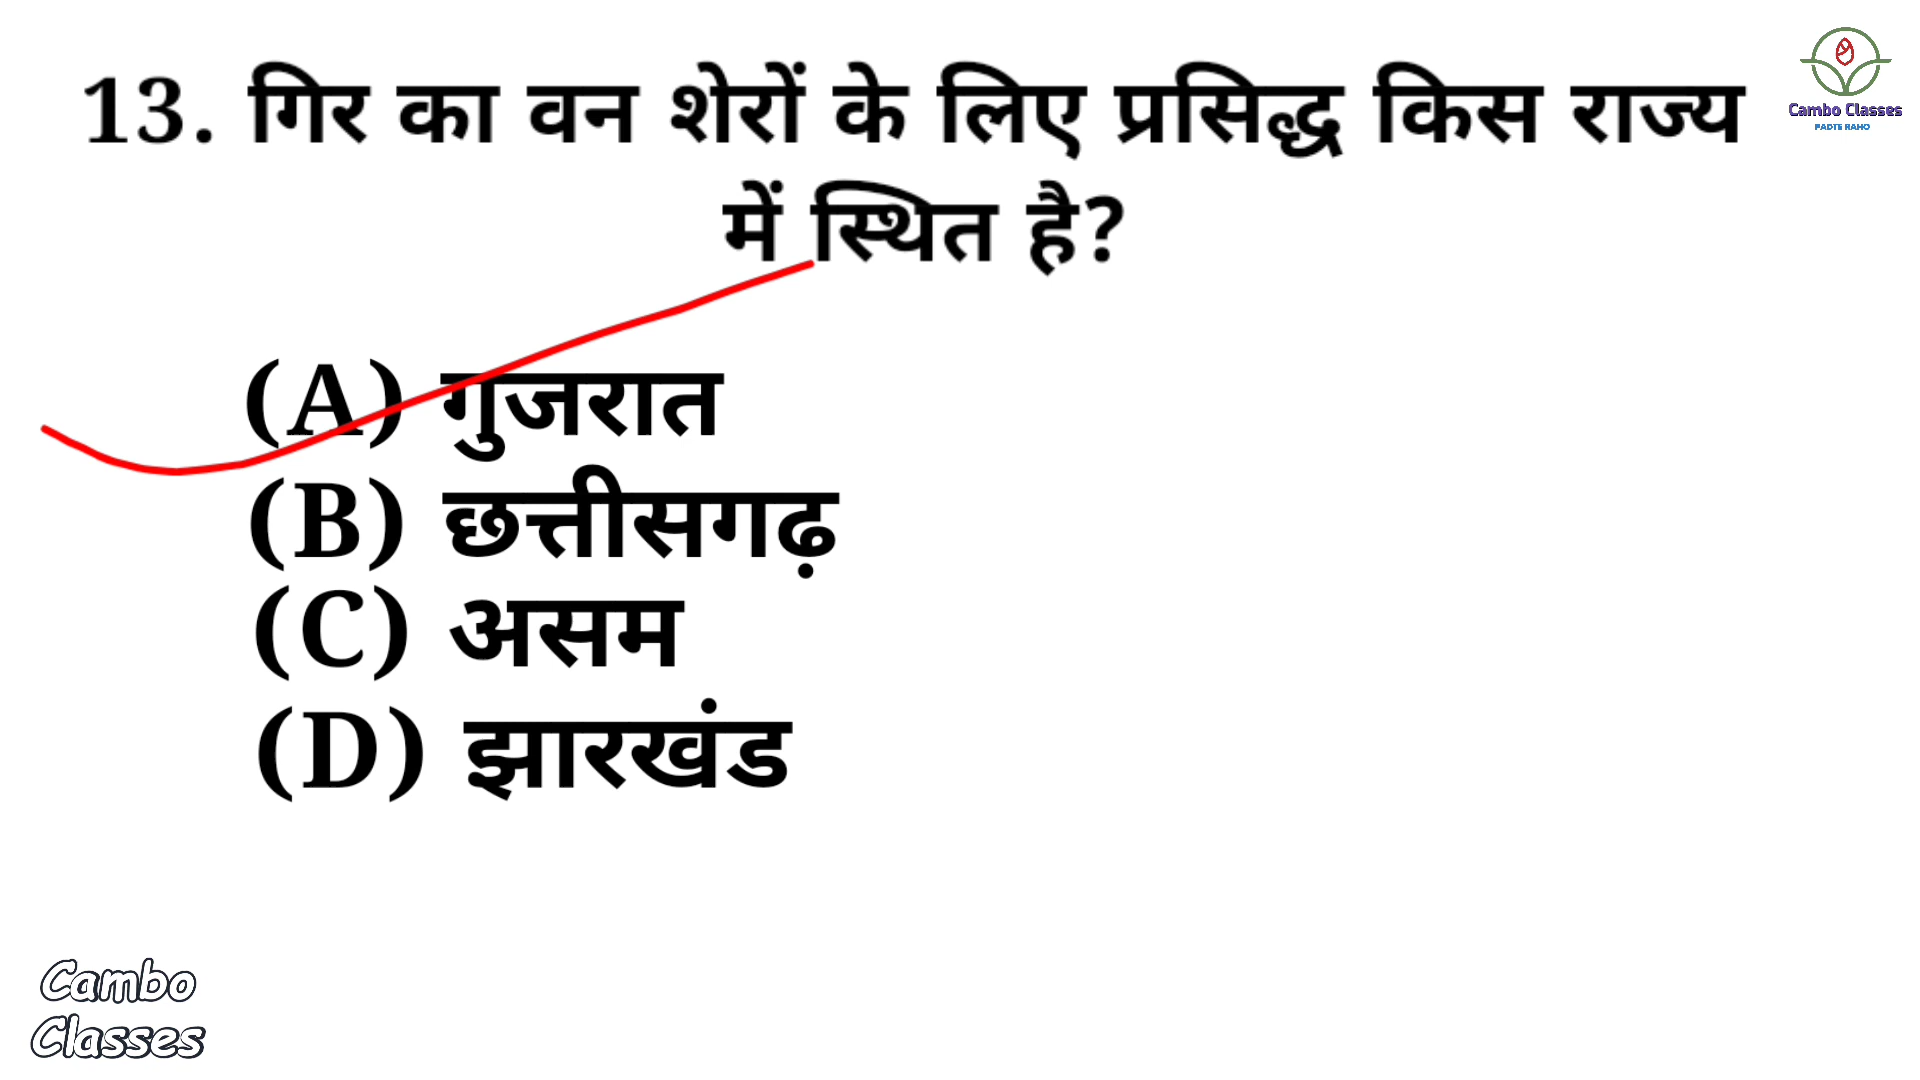 13. गिर का वन शेरों के लिए प्रसिद्ध किस राज्य
में स्थित है?
(A) गुजरात
(B) छत्तीसगढ़
(C) असम
(D) झारखंड
Cambo Classes
PADTE RAHO
Cambo
Classes